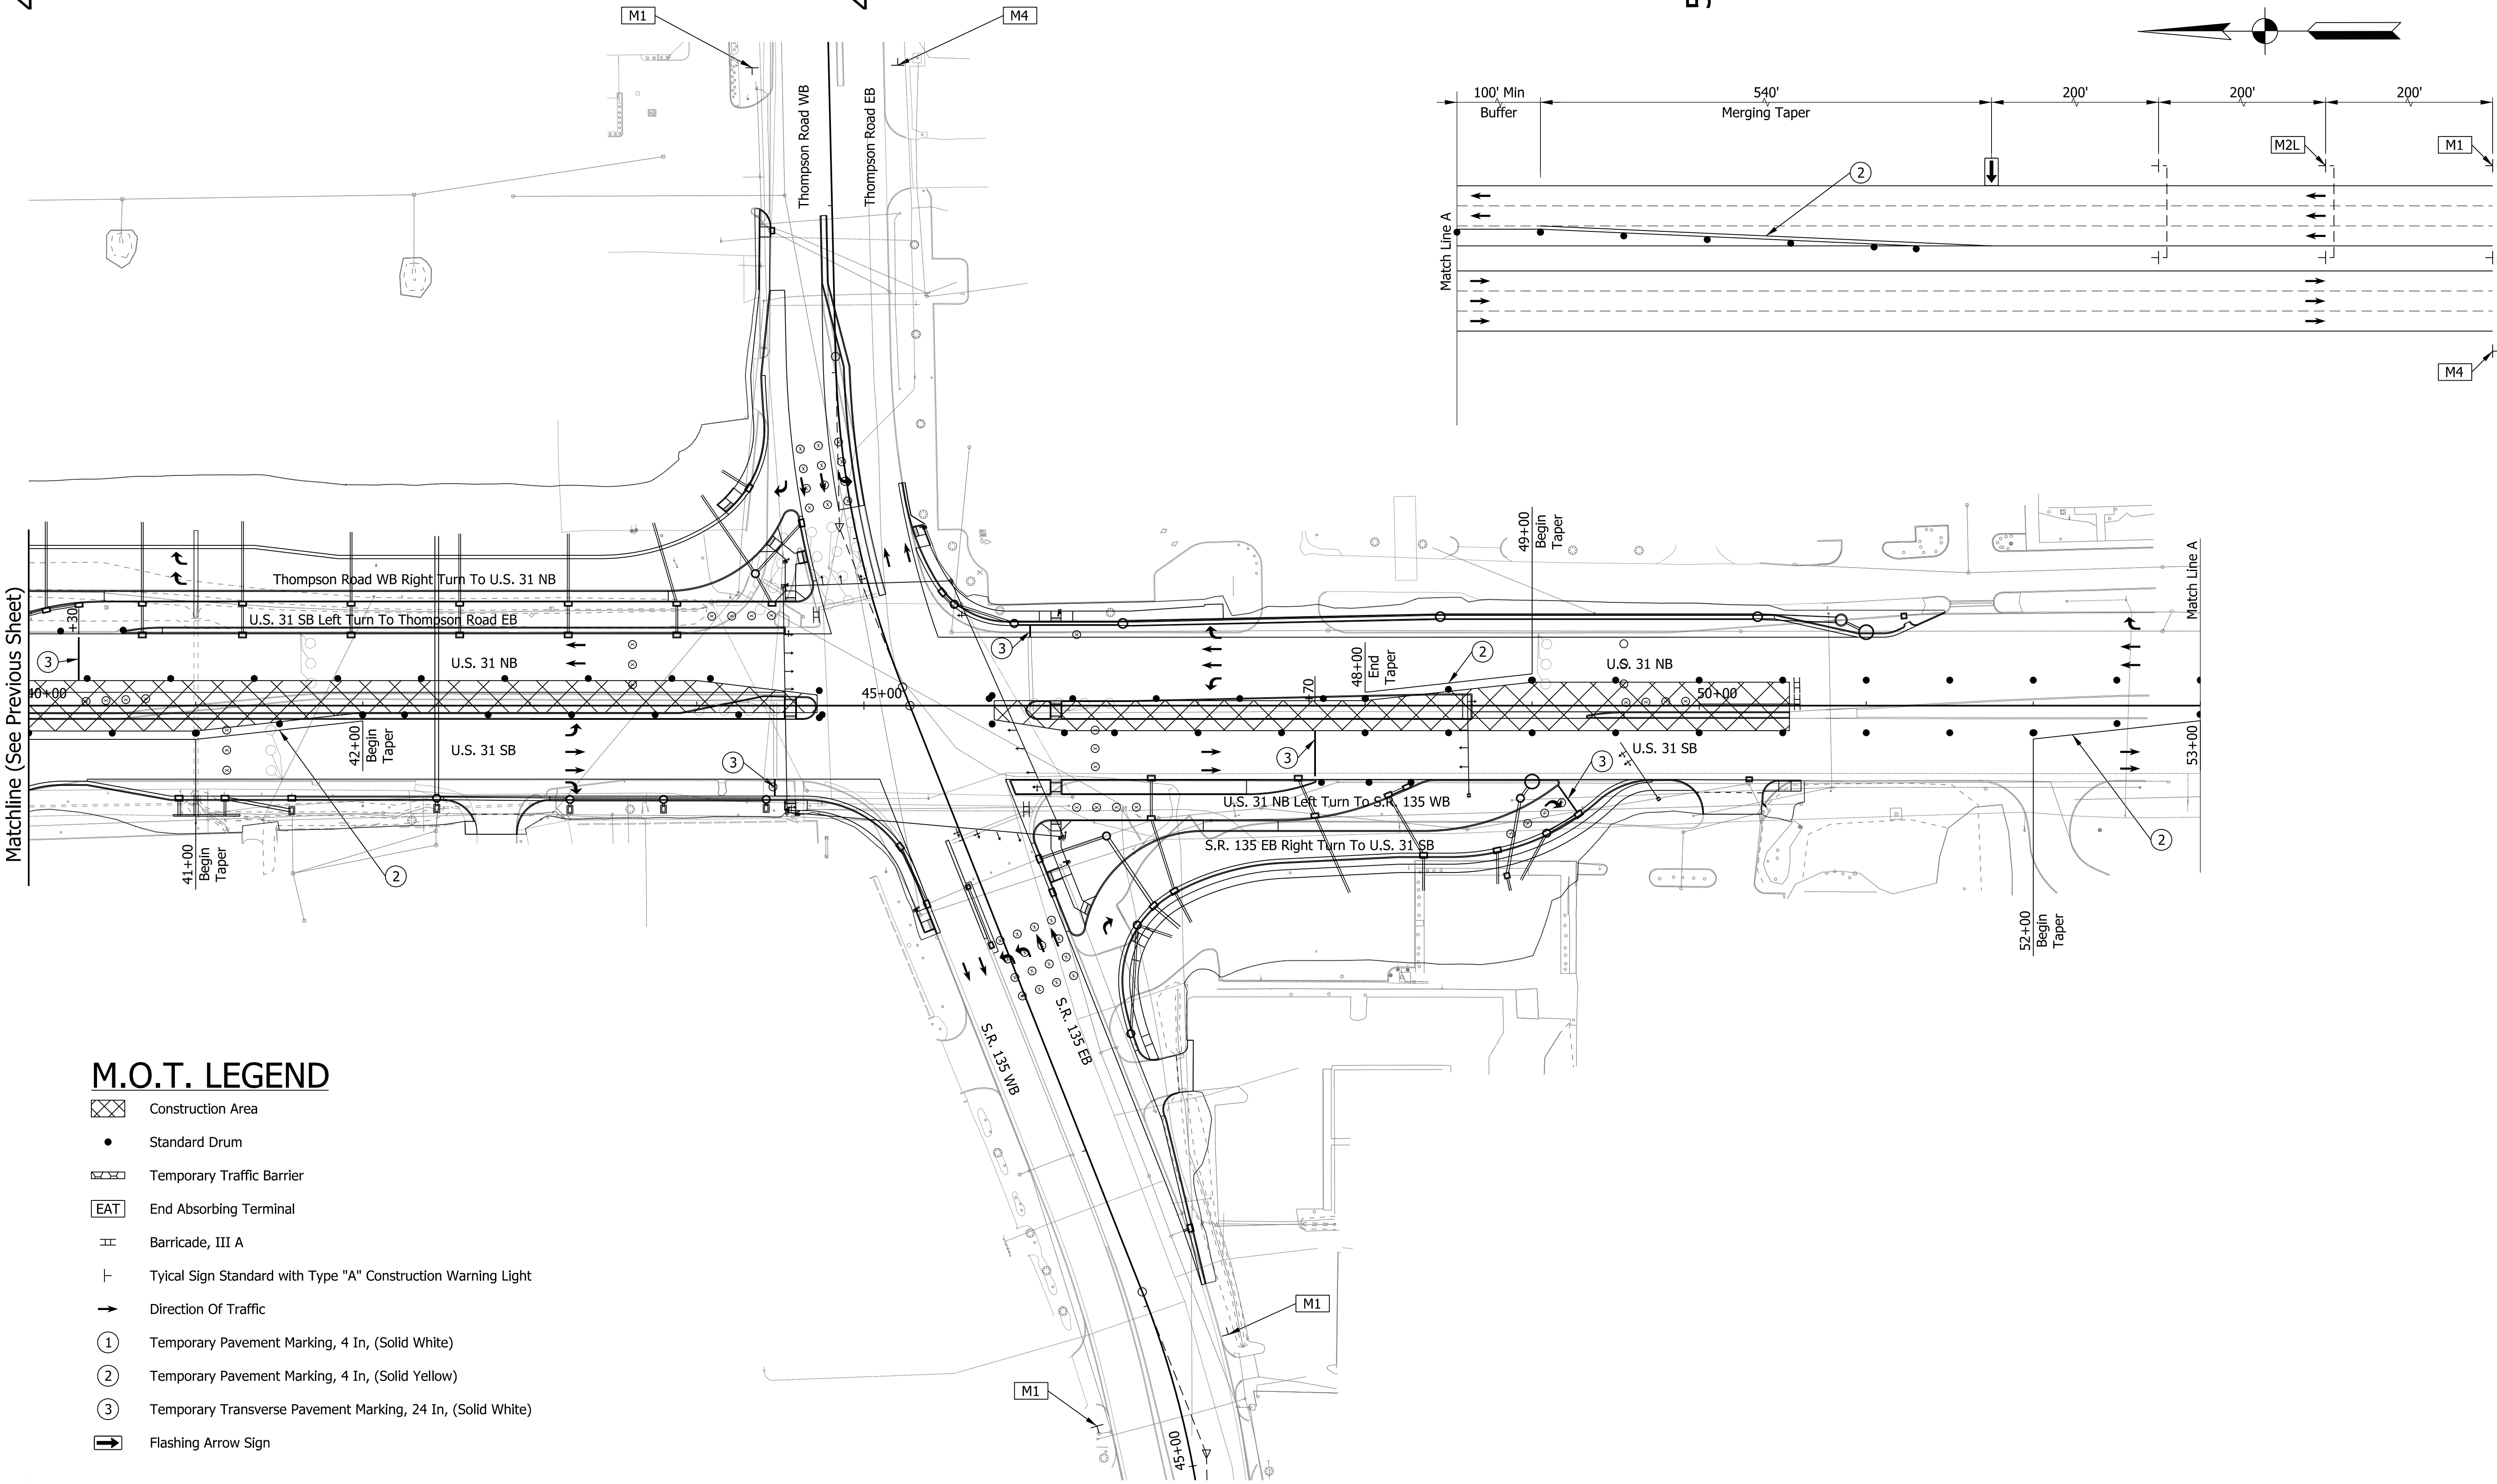 M1
M4
100' Min
Buffer
540'
Merging Taper
200'
200'
200'
M2L
M1
2
Match Line A
M4
Thompson Road WB
Thompson Road EB
Matchline (See Previous Sheet)
Thompson Road WB Right Turn To U.S. 31 NB
+30
U.S. 31 SB Left Turn To Thompson Road EB
3
U.S. 31 NB
40+00
45+00
42+00
Begin
Taper
U.S. 31 SB
3
41+00
Begin
Taper
2
49+00
Begin
Taper
3
48+00
End
Taper
2
U.S. 31 NB
+70
50+00
3
U.S. 31 SB
3
U.S. 31 NB Left Turn To S.R. 135 WB
S.R. 135 EB Right Turn To U.S. 31 SB
Match Line A
53+00
2
52+00
Begin
Taper
S.R. 135 WB
S.R. 135 EB
M1
M1
45+00
M.O.T. LEGEND
Construction Area
Standard Drum
Temporary Traffic Barrier
EAT End Absorbing Terminal
Barricade, III A
Tyical Sign Standard with Type "A" Construction Warning Light
Direction Of Traffic
1 Temporary Pavement Marking, 4 In, (Solid White)
2 Temporary Pavement Marking, 4 In, (Solid Yellow)
3 Temporary Transverse Pavement Marking, 24 In, (Solid White)
Flashing Arrow Sign